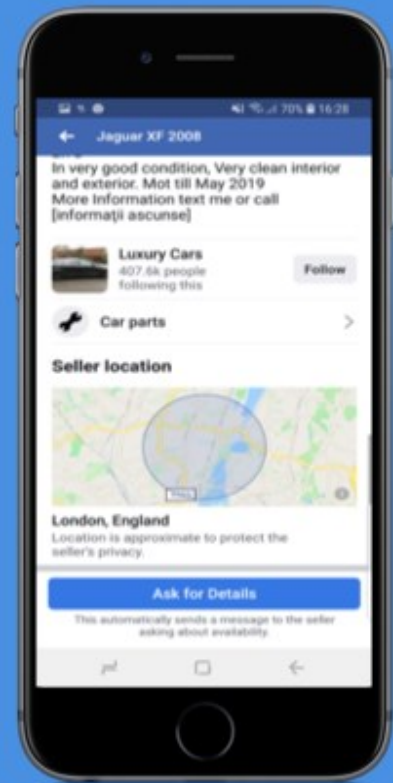 70% 16:28
Jaguar XF 2008
In very good condition, Very clean interior
and exterior. Mot till May 2019
More Information text me or call
[informaţii ascunse]
Luxury Cars
407.6k people
following this
Follow
Car parts
Seller location
London, England
Location is approximate to protect the
seller's privacy.
Ask for Details
This automatically sends a message to the seller
asking about availability.